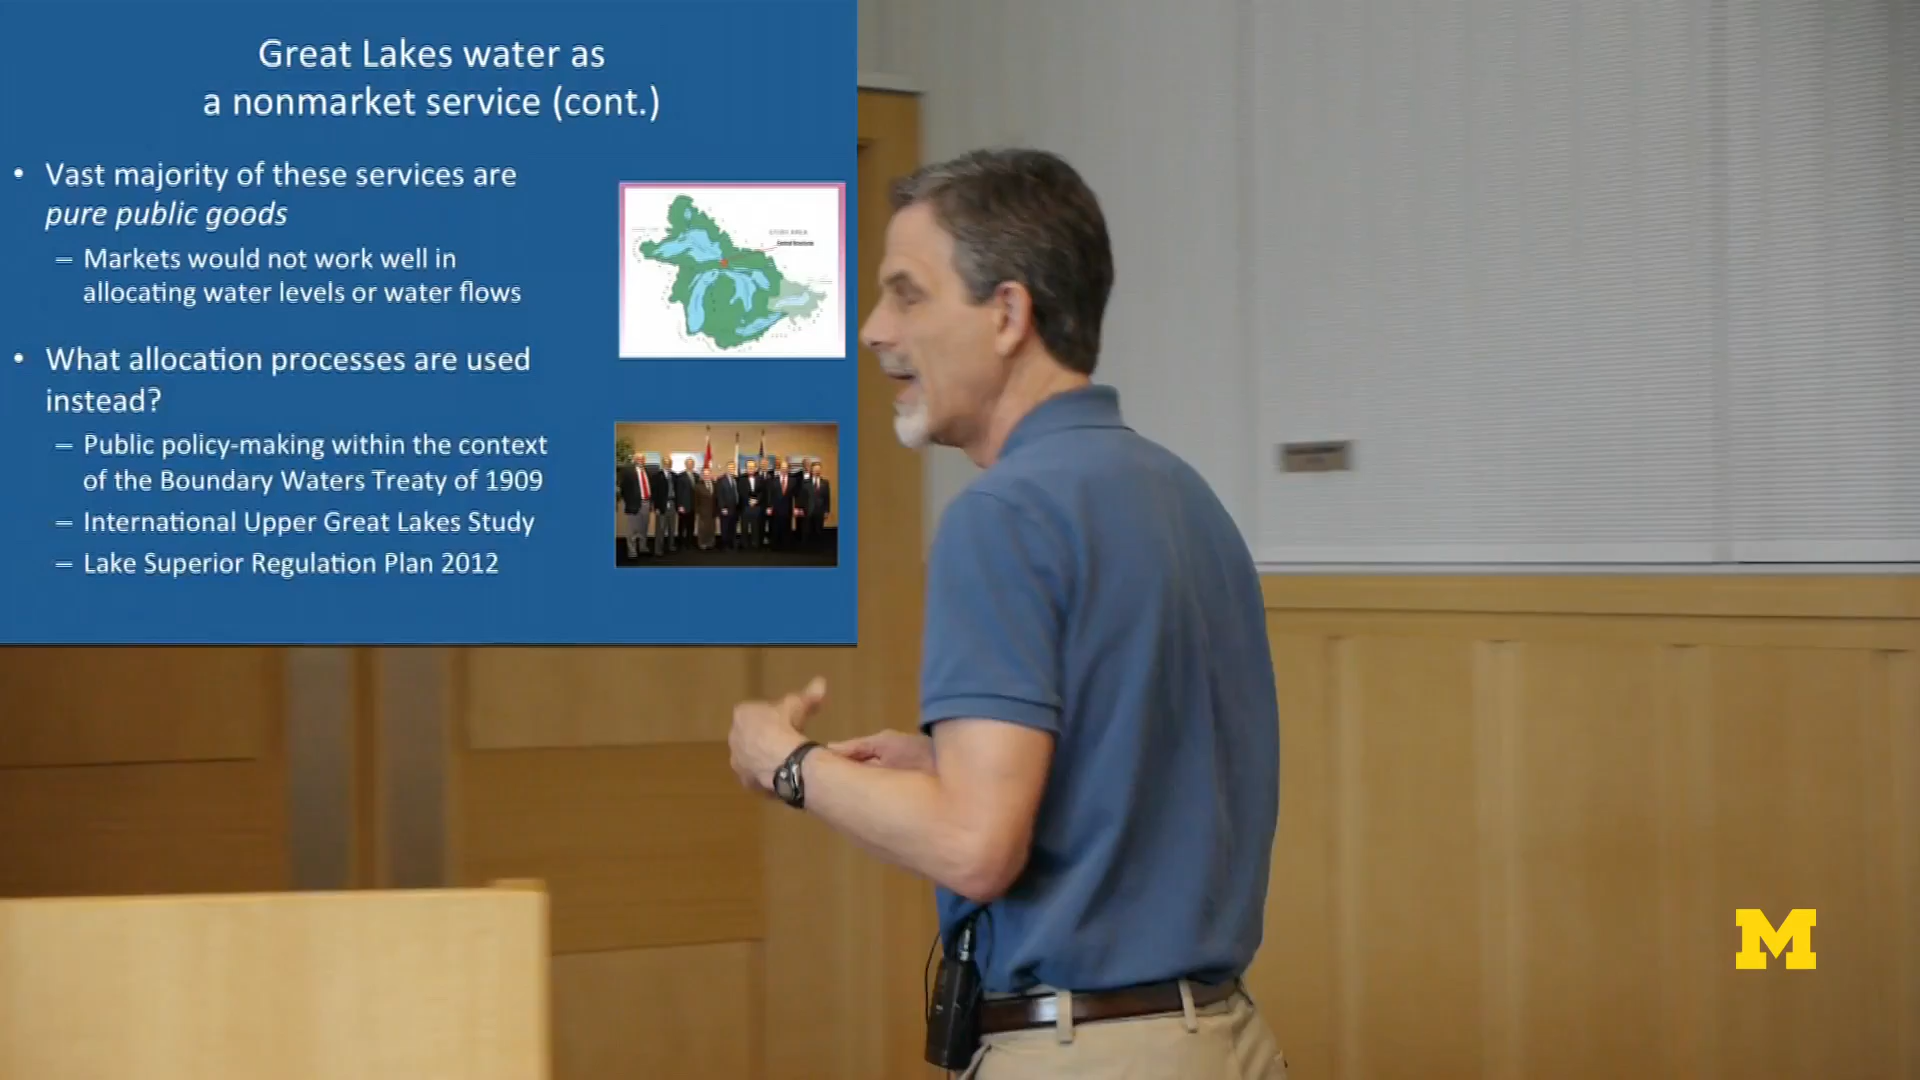 Great Lakes water as
a nonmarket service (cont.)
• Vast majority of these services are
pure public goods
– Markets would not work well in
allocating water levels or water flows
• What allocation processes are used
instead?
– Public policy-making within the context
of the Boundary Waters Treaty of 1909
– International Upper Great Lakes Study
– Lake Superior Regulation Plan 2012
M